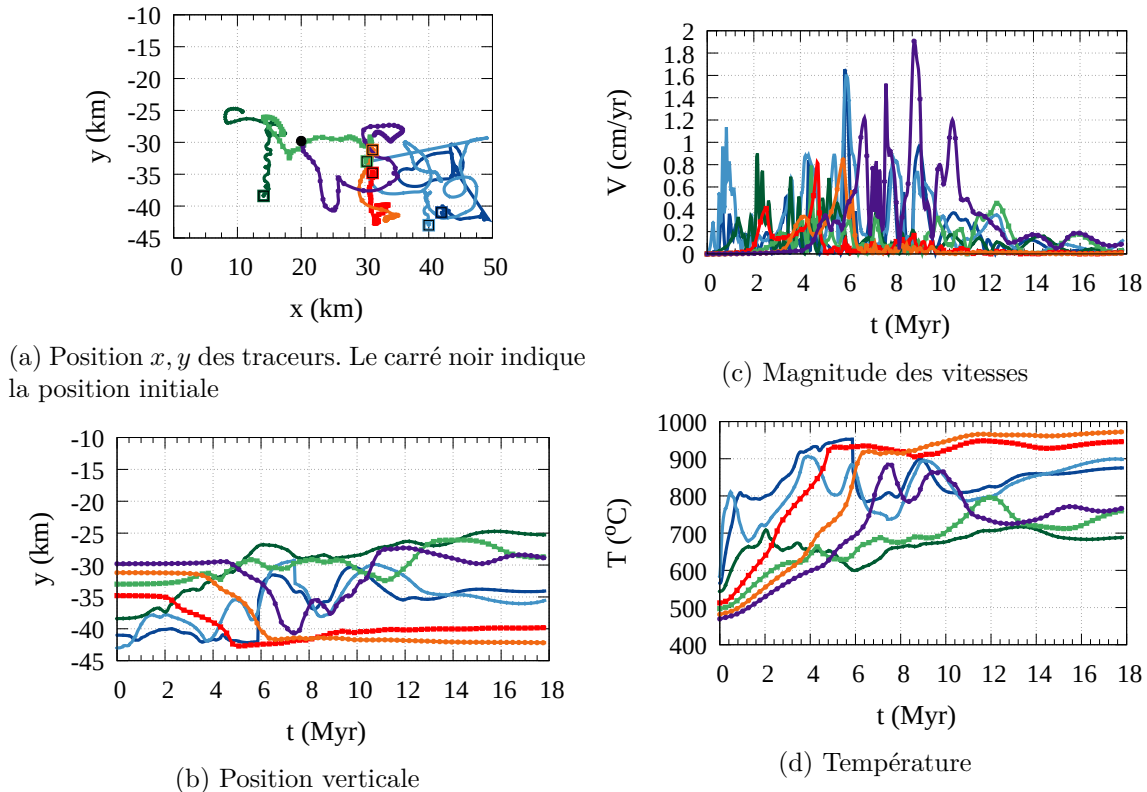 -10
-15
-20
-25
-30
-35
-40
-45
y (km)
0 10 20 30 40 50
x (km)
(a) Position x, y des traceurs. Le carré noir indique
la position initiale
2
1.8
1.6
1.4
1.2
1
0.8
0.6
0.4
0.2
0
V (cm/yr)
0 2 4 6 8 10 12 14 16 18
t (Myr)
(c) Magnitude des vitesses
-10
-15
-20
-25
-30
-35
-40
-45
y (km)
0 2 4 6 8 10 12 14 16 18
t (Myr)
(b) Position verticale
1000
900
800
700
600
500
400
T (°C)
0 2 4 6 8 10 12 14 16 18
t (Myr)
(d) Température